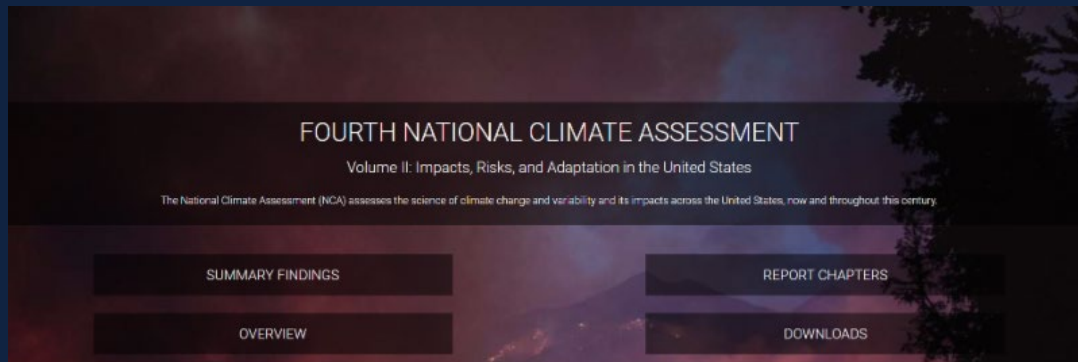 FOURTH NATIONAL CLIMATE ASSESSMENT
Volume II: Impacts, Risks, and Adaptation in the United States
The National Climate Assessment (NCA) assesses the science of climate change and variability and its impacts across the United States, now and throughout this century.
SUMMARY FINDINGS
REPORT CHAPTERS
OVERVIEW
DOWNLOADS